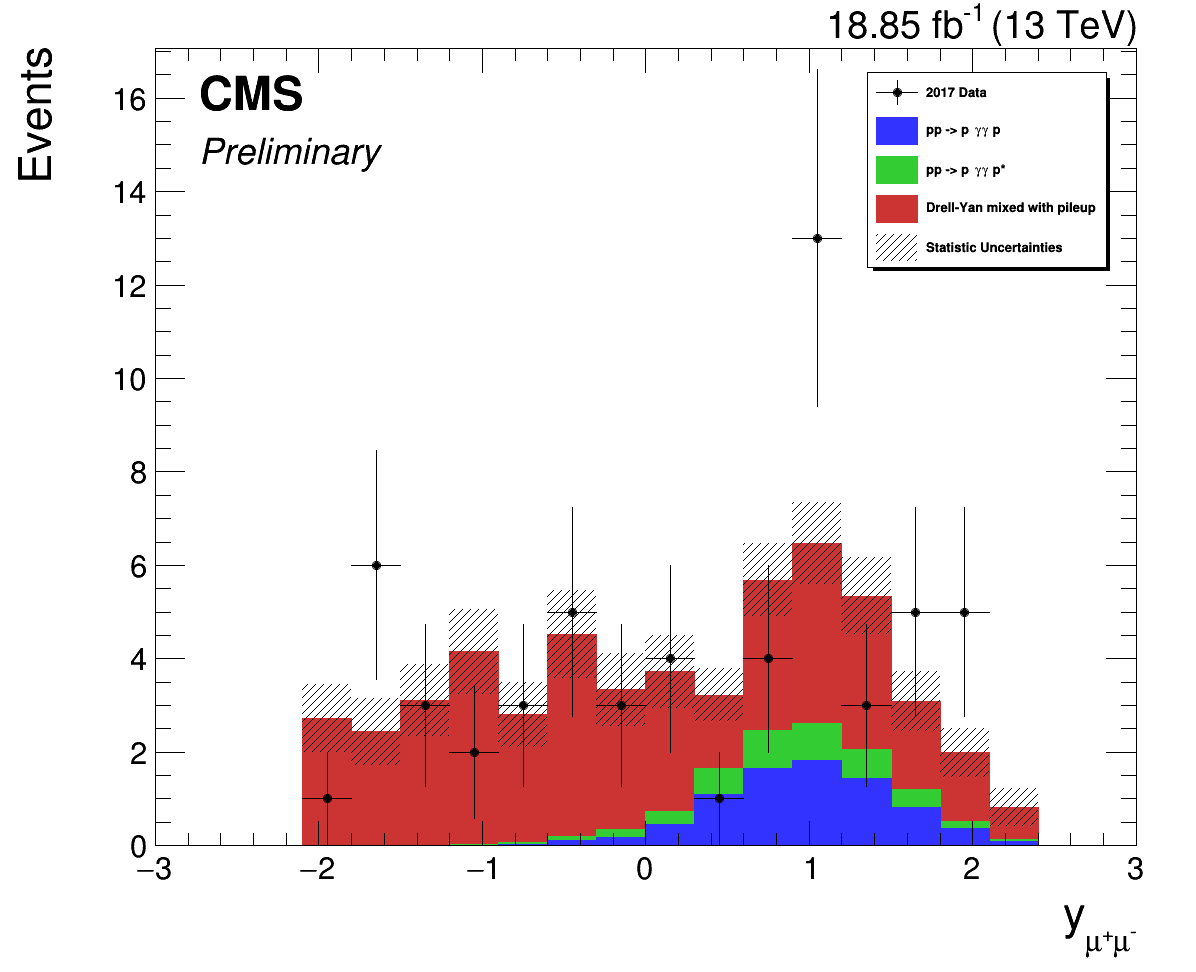 18.85 fb-1 (13 TeV)
Events
CMS
Preliminary
2017 Data
pp -> p γγ p
pp -> p γγ p*
Drell-Yan mixed with pileup
Statistic Uncertainties
16
14
12
10
8
6
4
2
0
−3 −2 −1 0 1 2 3
y μ+μ-